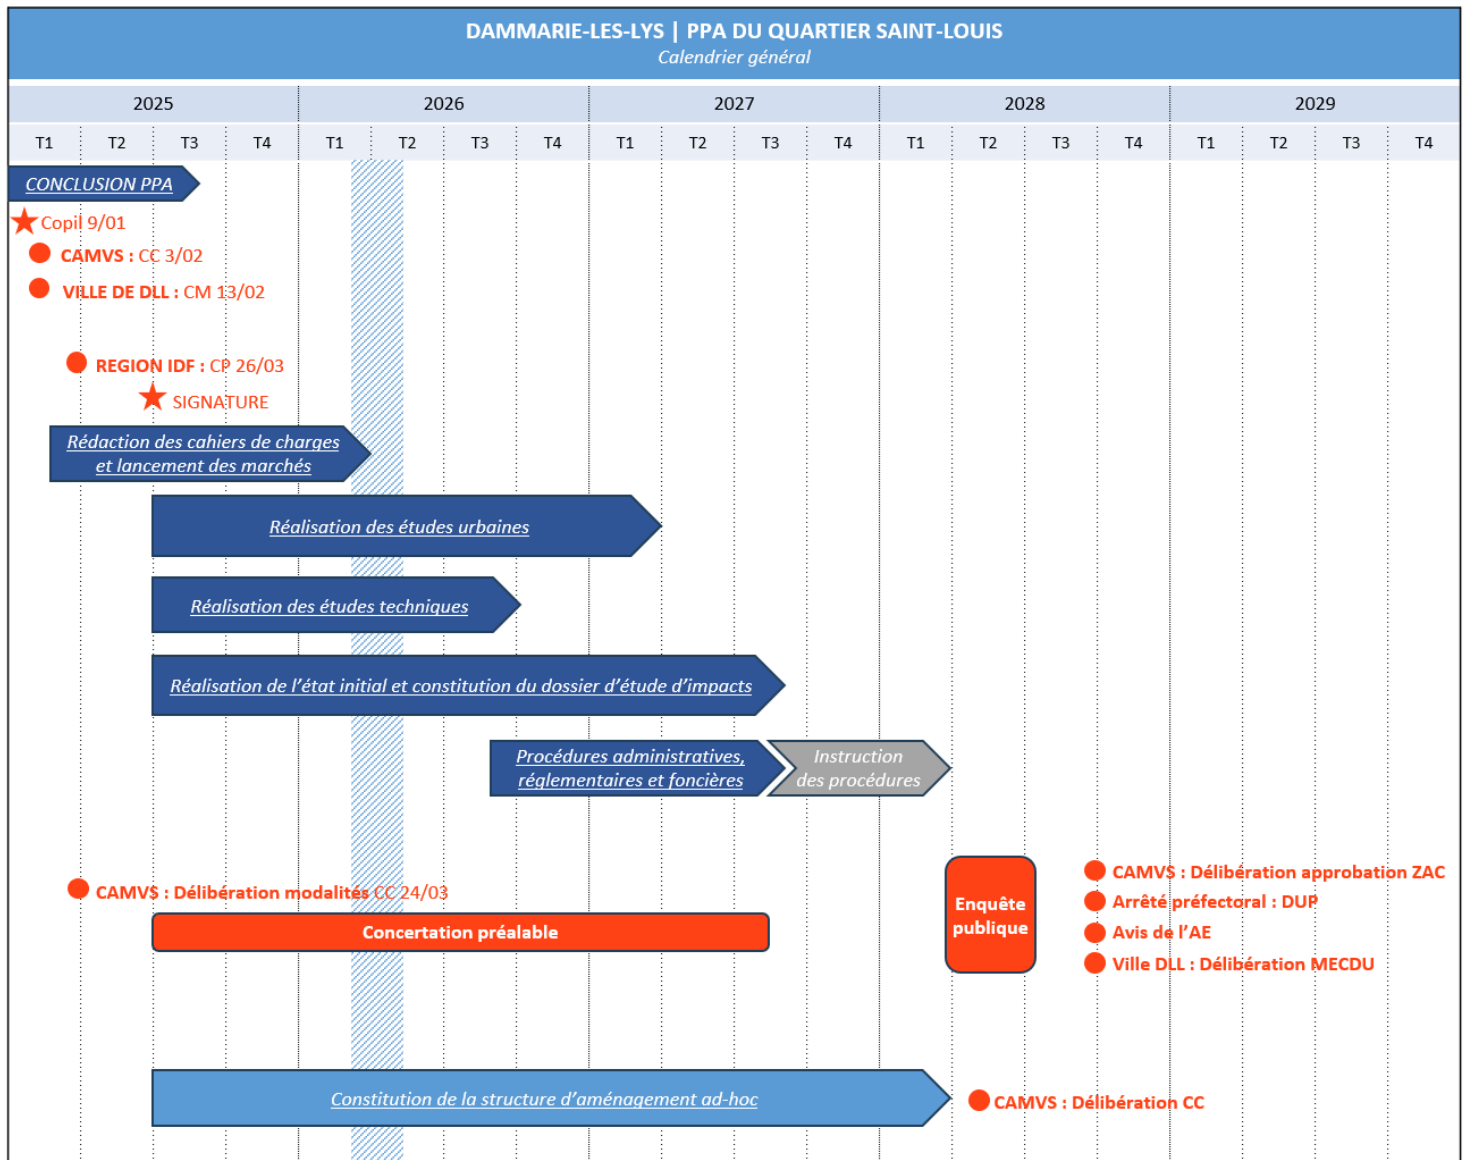 DAMMARIE-LES-LYS | PPA DU QUARTIER SAINT-LOUIS
Calendrier général
2025 2026 2027 2028 2029
T1 T2 T3 T4 T1 T2 T3 T4 T1 T2 T3 T4 T1 T2 T3 T4 T1 T2 T3 T4
CONCLUSION PPA
Copil 9/01
CAMVS : CC 3/02
VILLE DE DLL : CM 13/02
REGION IDF : CP 26/03
SIGNATURE
Rédaction des cahiers de charges
et lancement des marchés
Réalisation des études urbaines
Réalisation des études techniques
Réalisation de l’état initial et constitution du dossier d’étude d’impacts
Procédures administratives,
réglementaires et foncières
Instruction
des procédures
CAMVS : Délibération modalités CC 24/03
Concertation préalable
Enquête
publique
CAMVS : Délibération approbation ZAC
Arrêté préfectoral : DUP
Avis de l’AE
Ville DLL : Délibération MECDU
Constitution de la structure d’aménagement ad-hoc
CAMVS : Délibération CC